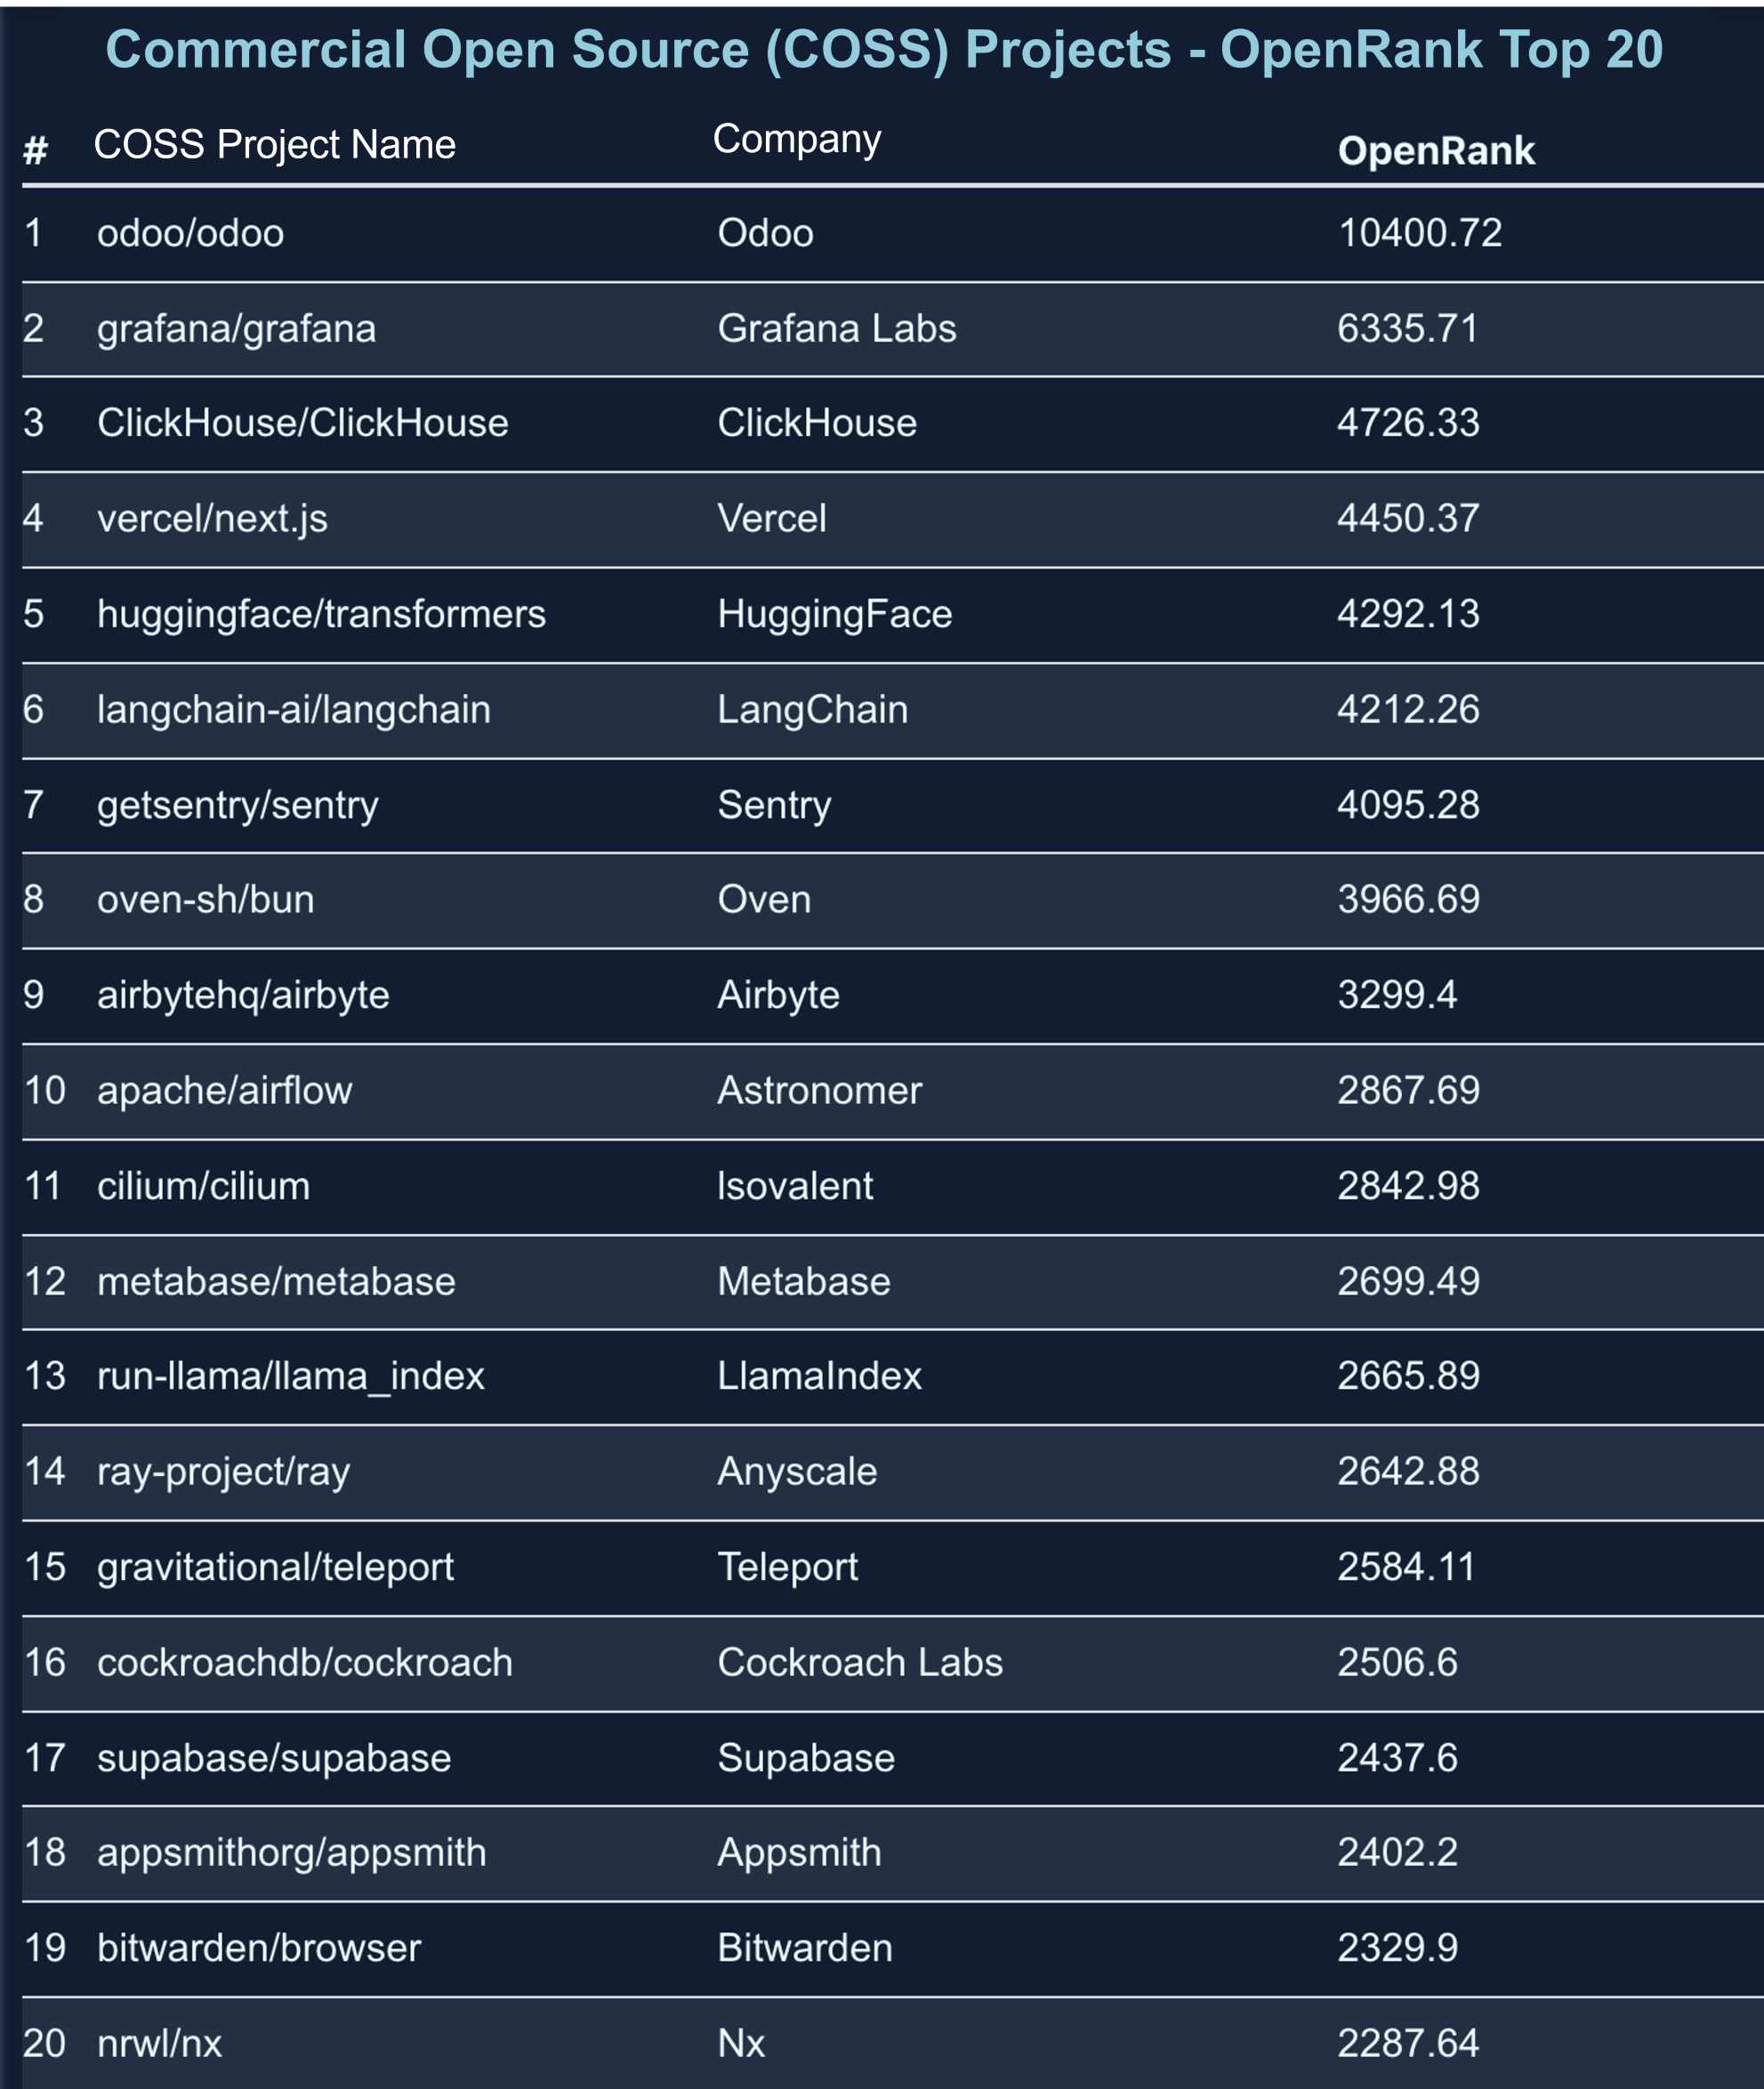 Commercial Open Source (COSS) Projects - OpenRank Top 20
# COSS Project Name Company OpenRank
1 odoo/odoo Odoo 10400.72
2 grafana/grafana Grafana Labs 6335.71
3 ClickHouse/ClickHouse ClickHouse 4726.33
4 vercel/next.js Vercel 4450.37
5 huggingface/transformers HuggingFace 4292.13
6 langchain-ai/langchain LangChain 4212.26
7 getsentry/sentry Sentry 4095.28
8 oven-sh/bun Oven 3966.69
9 airbytehq/airbyte Airbyte 3299.4
10 apache/airflow Astronomer 2867.69
11 cilium/cilium Isovalent 2842.98
12 metabase/metabase Metabase 2699.49
13 run-llama/llama_index LlamaIndex 2665.89
14 ray-project/ray Anyscale 2642.88
15 gravitational/teleport Teleport 2584.11
16 cockroachdb/cockroach Cockroach Labs 2506.6
17 supabase/supabase Supabase 2437.6
18 appsmithorg/appsmith Appsmith 2402.2
19 bitwarden/browser Bitwarden 2329.9
20 nrwl/nx Nx 2287.64